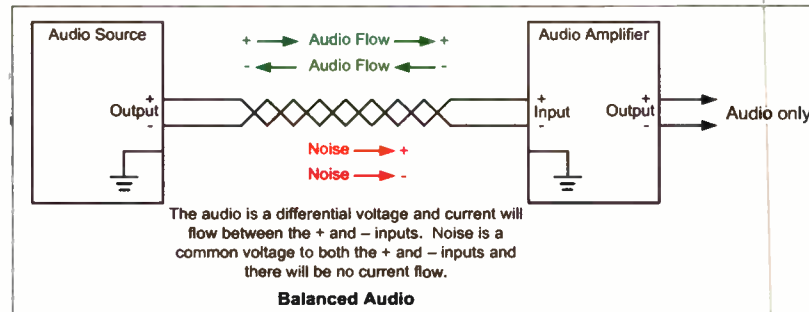 Audio Source
Audio Amplifier
+ Audio Flow +
- Audio Flow -
+
Output
-
+
Input
-
+
Output
-
Audio only
Noise +
Noise -
The audio is a differential voltage and current will
flow between the + and – inputs. Noise is a
common voltage to both the + and – inputs and
there will be no current flow.
Balanced Audio